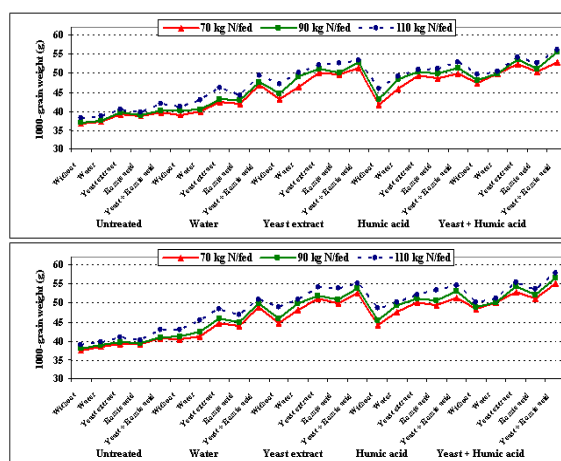 70 kg N/fed 90 kg N/fed 110 kg N/fed
1000-grain weight (g)
60
55
50
45
40
35
30
Without Water Yeast extract Humic acid Yeast + Humic acid Without Water Yeast extract Humic acid Yeast + Humic acid Without Water Yeast extract Humic acid Yeast + Humic acid Without Water Yeast extract Humic acid Yeast + Humic acid Without Water Yeast extract Humic acid Yeast + Humic acid
Untreated Water Yeast extract Humic acid Yeast + Humic acid
70 kg N/fed 90 kg N/fed 110 kg N/fed
1000-grain weight (g)
60
55
50
45
40
35
30
Without Water Yeast extract Humic acid Yeast + Humic acid Without Water Yeast extract Humic acid Yeast + Humic acid Without Water Yeast extract Humic acid Yeast + Humic acid Without Water Yeast extract Humic acid Yeast + Humic acid Without Water Yeast extract Humic acid Yeast + Humic acid
Untreated Water Yeast extract Humic acid Yeast + Humic acid